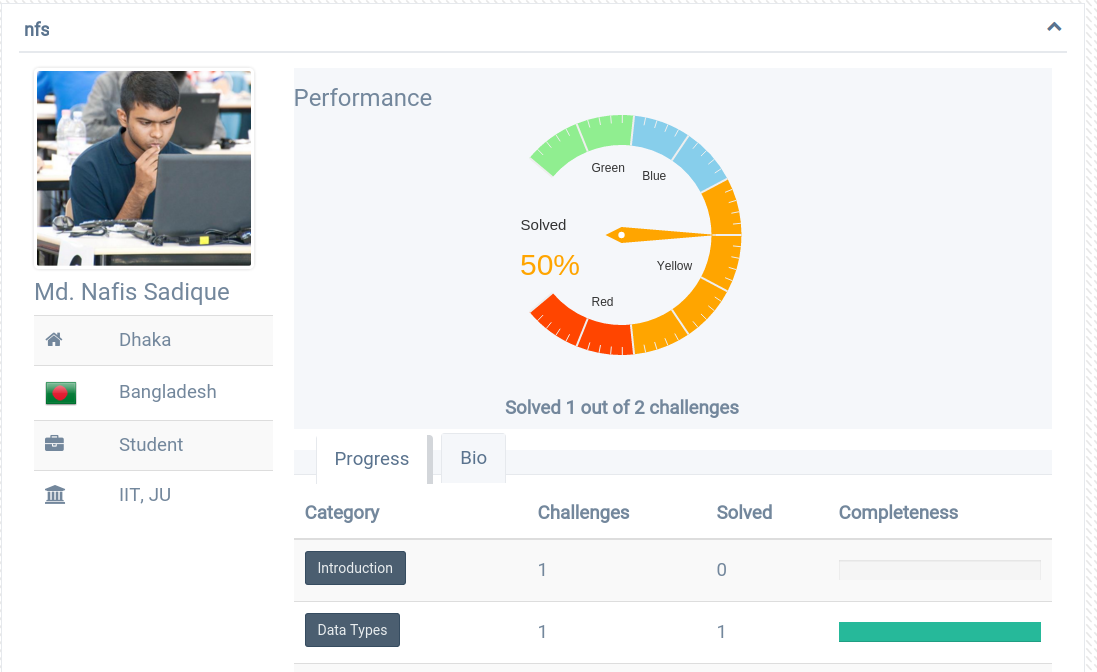 nfs
Performance
Green
Blue
Solved
50%
Yellow
Red
Md. Nafis Sadique
Dhaka
Bangladesh
Student
IIT, JU
Solved 1 out of 2 challenges
Progress
Bio
Category Challenges Solved Completeness
Introduction 1 0
Data Types 1 1